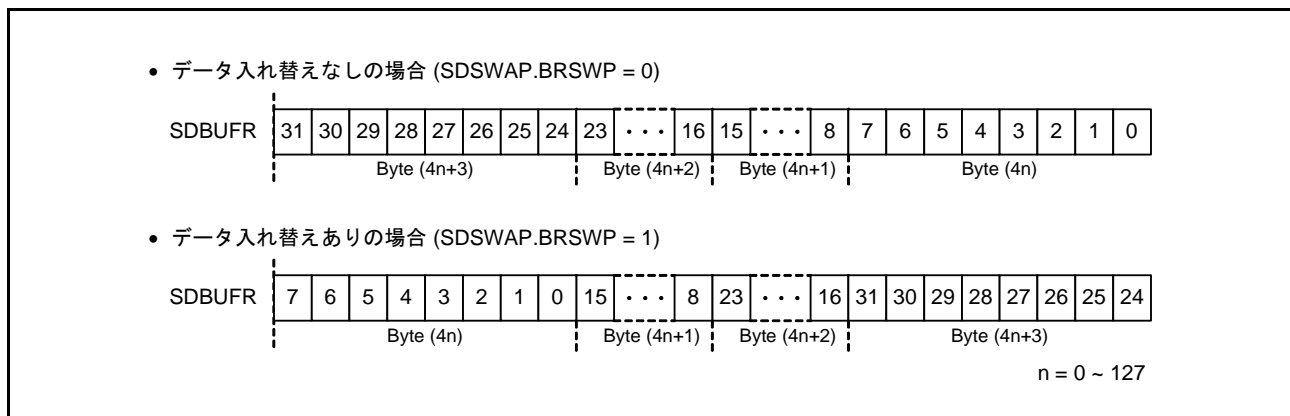 • データ入れ替えなしの場合 (SDSWAP.BRSWP = 0)
SDBUFR 31 30 29 28 27 26 25 24 23 ・・・ 16 15 ・・・ 8 7 6 5 4 3 2 1 0
Byte (4n+3) Byte (4n+2) Byte (4n+1) Byte (4n)
• データ入れ替えありの場合 (SDSWAP.BRSWP = 1)
SDBUFR 7 6 5 4 3 2 1 0 15 ・・・ 8 23 ・・・ 16 31 30 29 28 27 26 25 24
Byte (4n) Byte (4n+1) Byte (4n+2) Byte (4n+3)
n = 0 ~ 127